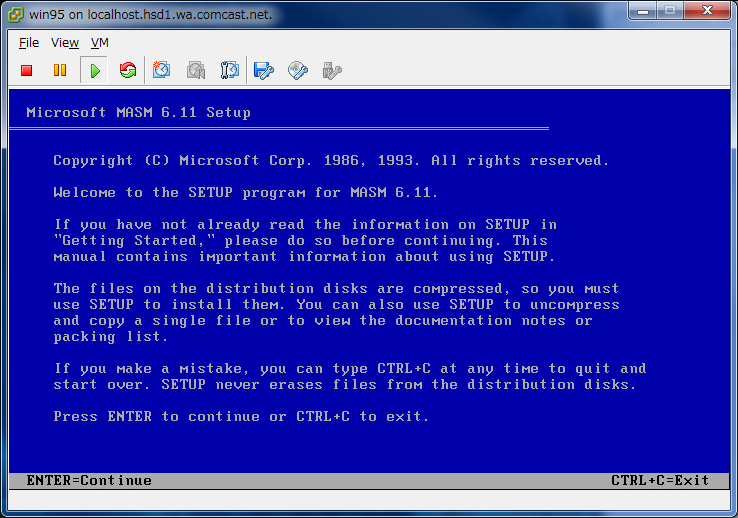 win95 on localhost.hsd1.wa.comcast.net.
File View VM
Microsoft MASM 6.11 Setup
Copyright (C) Microsoft Corp. 1986, 1993. All rights reserved.
Welcome to the SETUP program for MASM 6.11.
If you have not already read the information on SETUP in
"Getting Started," please do so before continuing. This
manual contains important information about using SETUP.
The files on the distribution disks are compressed, so you must
use SETUP to install them. You can also use SETUP to uncompress
and copy a single file or to view the documentation notes or
packing list.
If you make a mistake, you can type CTRL+C at any time to quit and
start over. SETUP never erases files from the distribution disks.
Press ENTER to continue or CTRL+C to exit.
ENTER=Continue CTRL+C=Exit